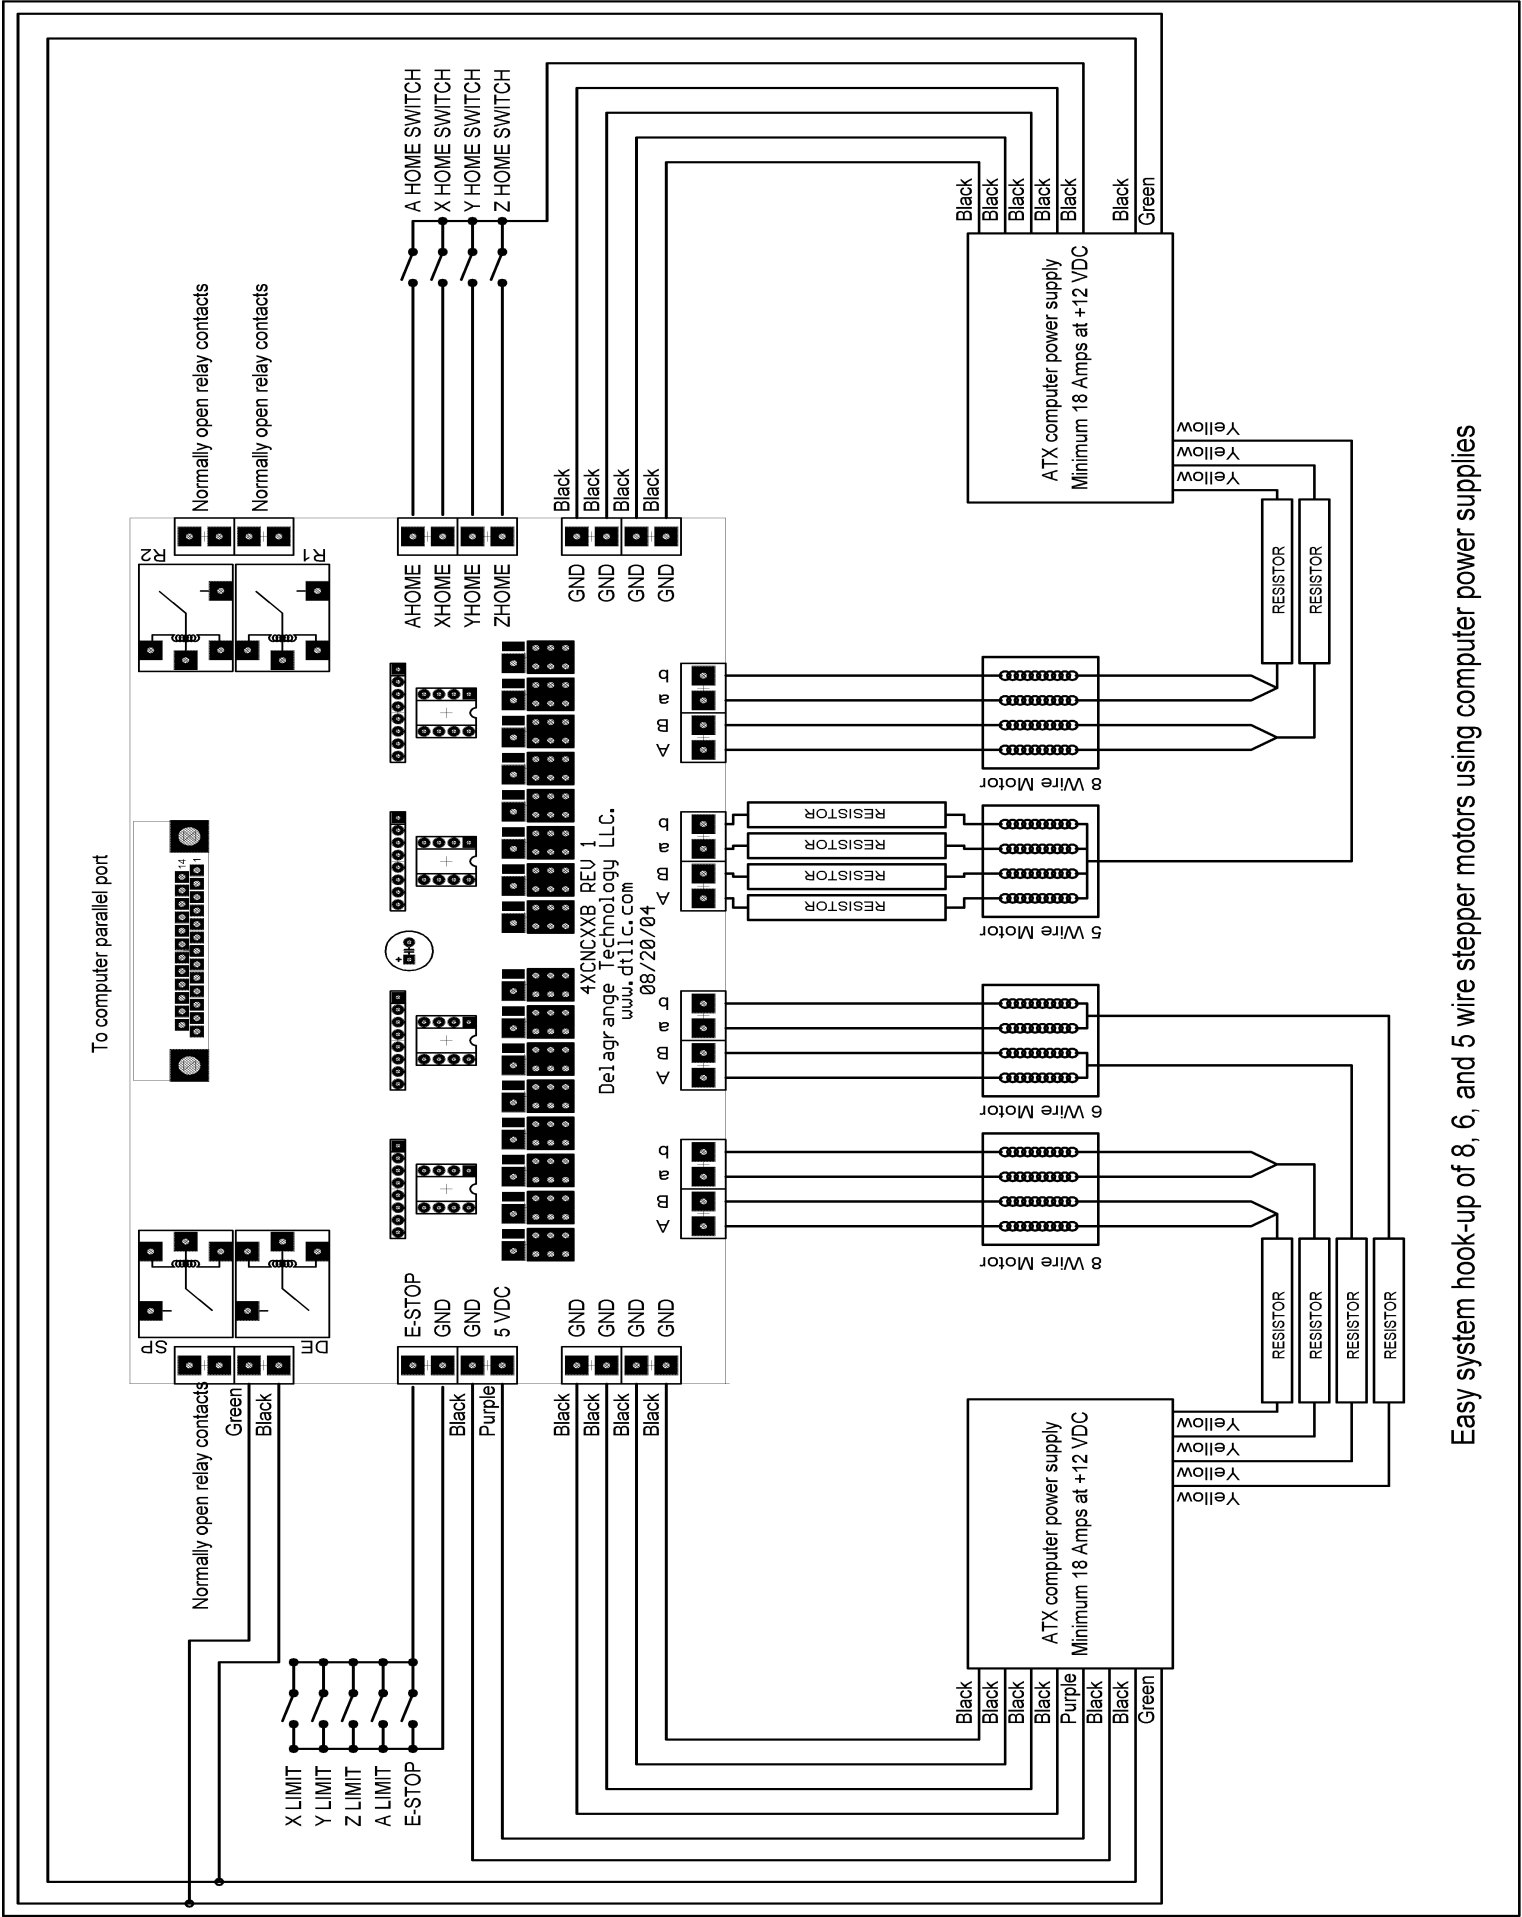 To computer parallel port
14
1
SP
DE
R2
R1
Normally open relay contacts
Green
Black
Normally open relay contacts
Normally open relay contacts
X LIMIT
Y LIMIT
Z LIMIT
A LIMIT
E-STOP
E-STOP
GND
GND
5 VDC
Black
Purple
AHOME
XHOME
YHOME
ZHOME
A HOME SWITCH
X HOME SWITCH
Y HOME SWITCH
Z HOME SWITCH
GND
GND
GND
GND
Black
Black
Black
Black
GND
GND
GND
GND
Black
Black
Black
Black
4XCNCXXB REV 1
Delagrange Technology LLC.
www.dtllc.com
08/20/04
+
A B a b
A B a b
A B a b
A B a b
RESISTOR
RESISTOR
RESISTOR
RESISTOR
8 Wire Motor
6 Wire Motor
5 Wire Motor
8 Wire Motor
Black
Black
Black
Black
Purple
Black
Black
Green
ATX computer power supply
Minimum 18 Amps at +12 VDC
Yellow
Yellow
Yellow
Yellow
RESISTOR
RESISTOR
RESISTOR
RESISTOR
Black
Black
Black
Black
Black
Black
Green
ATX computer power supply
Minimum 18 Amps at +12 VDC
Yellow
Yellow
Yellow
RESISTOR
RESISTOR
Easy system hook-up of 8, 6, and 5 wire stepper motors using computer power supplies